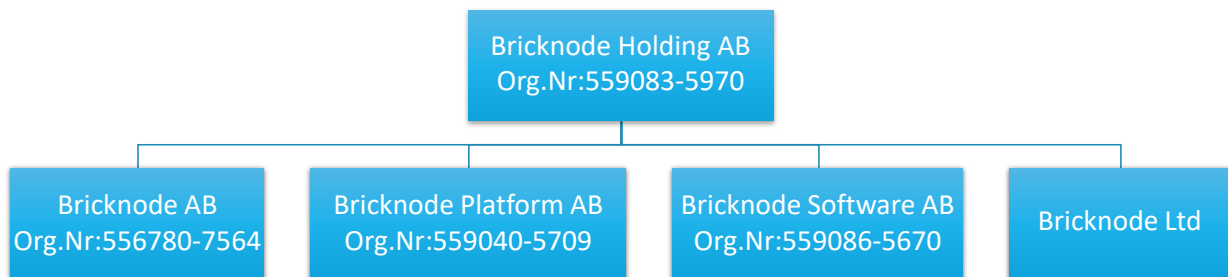 Bricknode Holding AB
Org.Nr:559083-5970
Bricknode AB
Org.Nr:556780-7564
Bricknode Platform AB
Org.Nr:559040-5709
Bricknode Software AB
Org.Nr:559086-5670
Bricknode Ltd